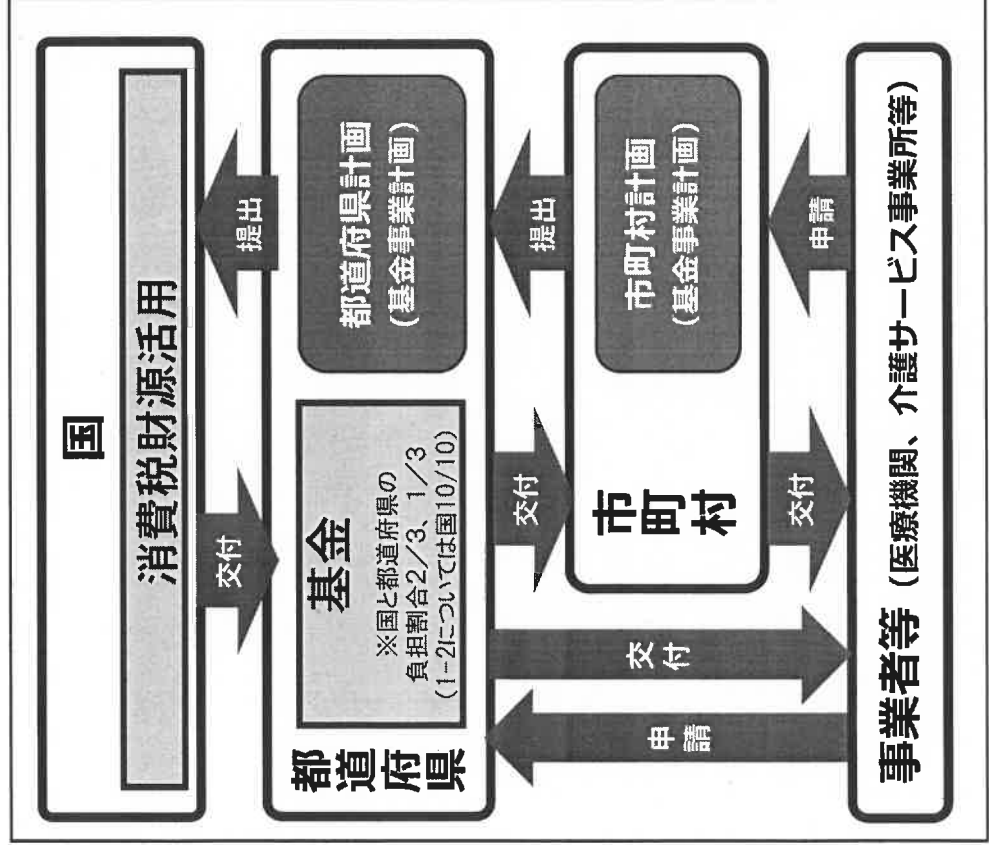 国
消費税財源活用
交付
提出
都道府県
基金
※国と都道府県の
負担割合2/3、1/3
(1-2については国10/10)
都道府県計画
(基金事業計画)
申請
交付
交付
提出
市町村
市町村計画
(基金事業計画)
交付
申請
事業者等(医療機関、介護サービス事業所等)